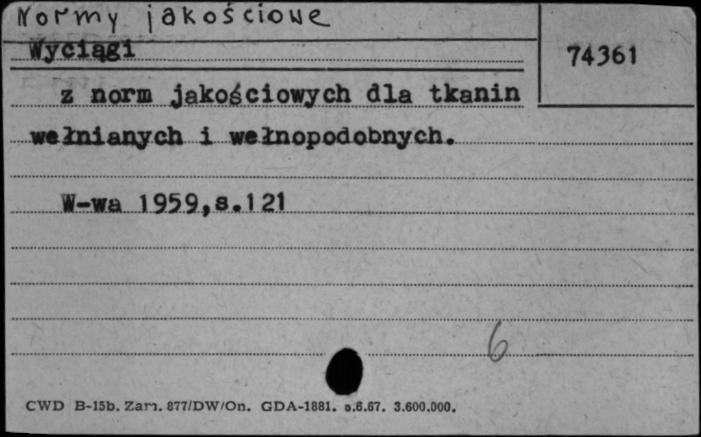 Normy jakościowe
Wyciągi
74361
z norm jakościowych dla tkanin
wełnianych i wełnopodobnych.
W-wa 1959,s.121
6
CWD B-15b. Zam. 877/DW/On. GDA-1881. 6.67. 3.600.000.